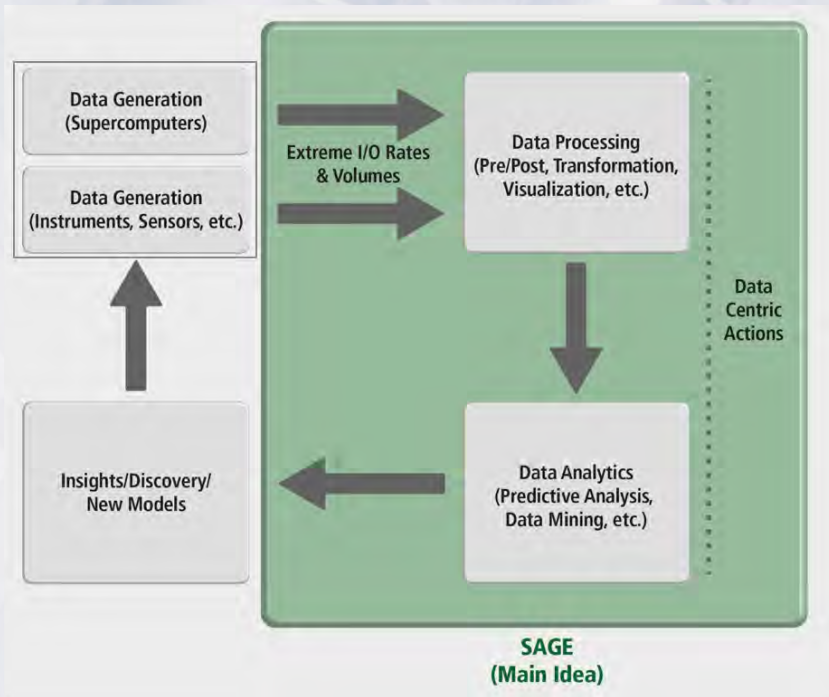 Data Generation
(Supercomputers)
Data Generation
(Instruments, Sensors, etc.)
Extreme I/O Rates
& Volumes
Data Processing
(Pre/Post, Transformation,
Visualization, etc.)
Data
Centric
Actions
Data Analytics
(Predictive Analysis,
Data Mining, etc.)
Insights/Discovery/
New Models
SAGE
(Main Idea)